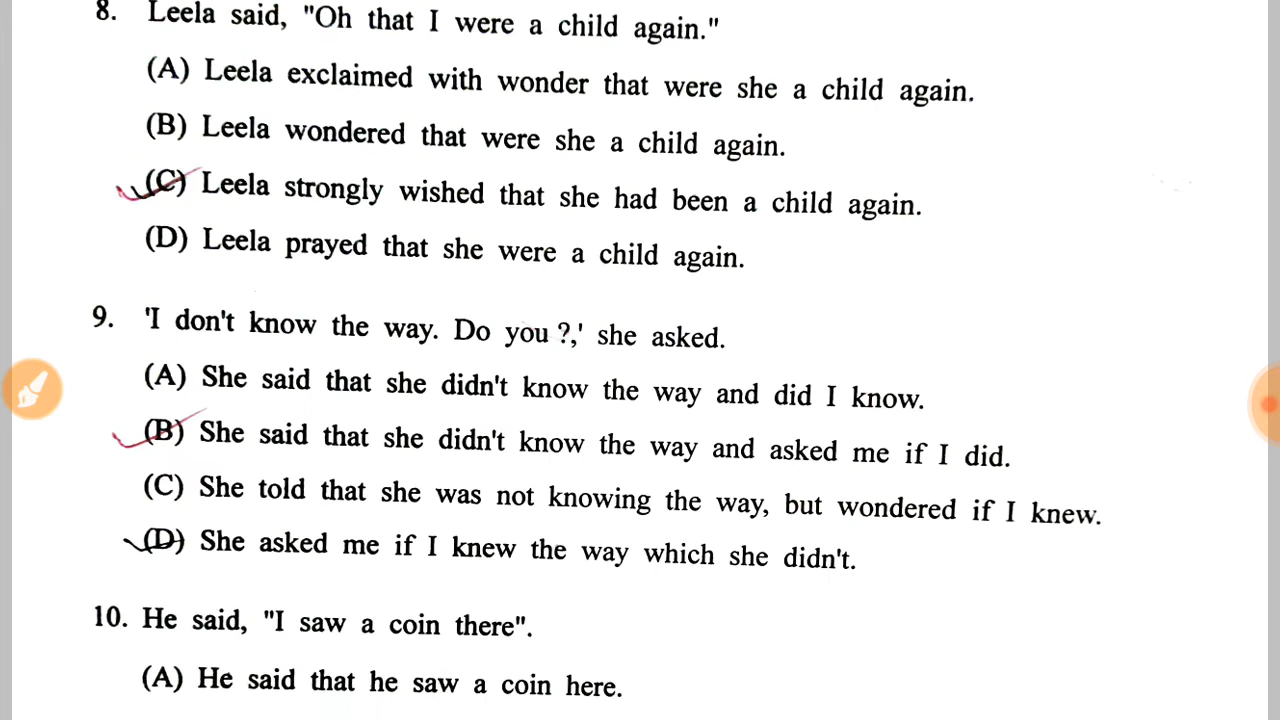 8. Leela said, "Oh that I were a child again."
(A) Leela exclaimed with wonder that were she a child again.
(B) Leela wondered that were she a child again.
(C) Leela strongly wished that she had been a child again.
(D) Leela prayed that she were a child again.
9. 'I don't know the way. Do you ?,' she asked.
(A) She said that she didn't know the way and did I know.
(B) She said that she didn't know the way and asked me if I did.
(C) She told that she was not knowing the way, but wondered if I knew.
(D) She asked me if I knew the way which she didn't.
10. He said, "I saw a coin there".
(A) He said that he saw a coin here.